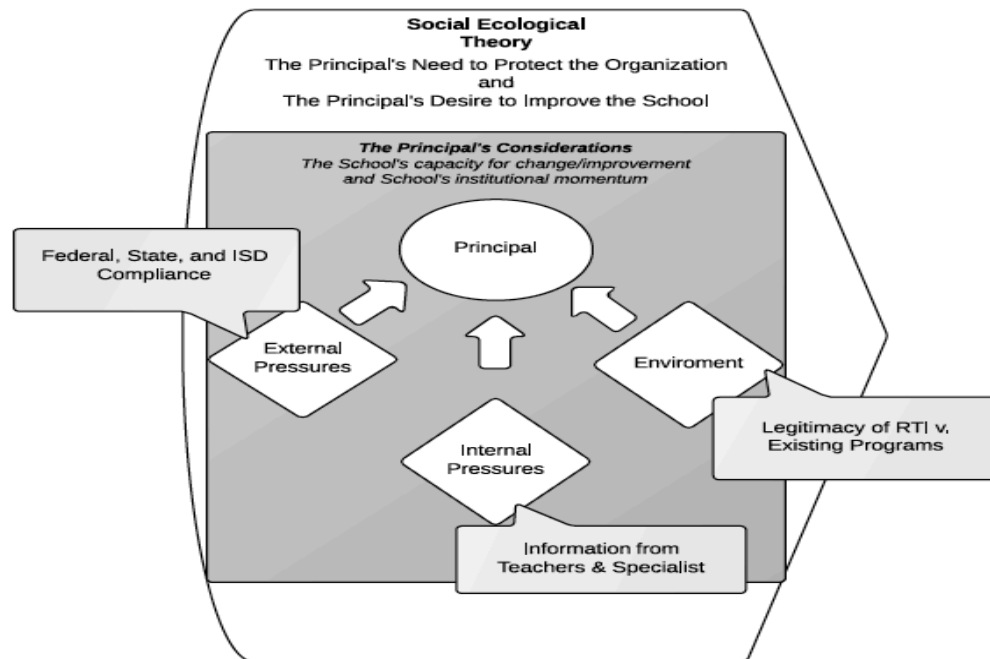 Social Ecological
Theory
The Principal's Need to Protect the Organization
and
The Principal's Desire to Improve the School
The Principal's Considerations
The School's capacity for change/improvement
and School's institutional momentum
Principal
Federal, State, and ISD
Compliance
External
Pressures
Enviroment
Legitimacy of RTI v,
Existing Programs
Internal
Pressures
Information from
Teachers & Specialist